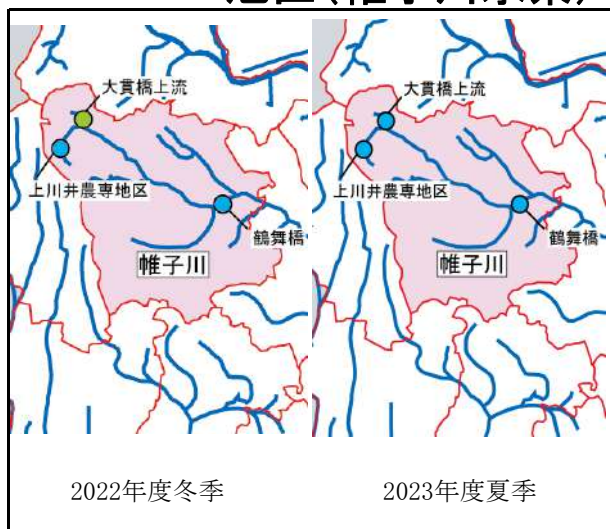 大貫橋上流
上川井農専地区
鶴舞橋
帷子川
2022年度冬季
大貫橋上流
上川井農専地区
鶴舞橋
帷子川
2023年度夏季